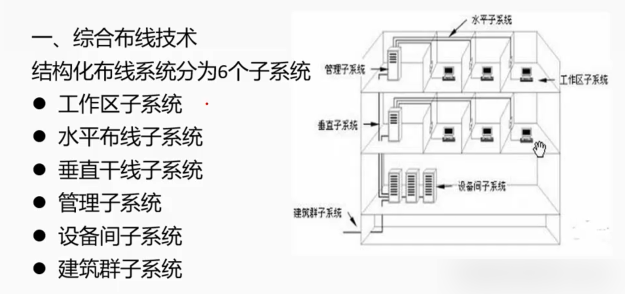 一、综合布线技术
结构化布线系统分为6个子系统
● 工作区子系统
● 水平布线子系统
● 垂直干线子系统
● 管理子系统
● 设备间子系统
● 建筑群子系统
水平子系统
管理子系统
工作区子系统
垂直子系统
设备间子系统
建筑群子系统